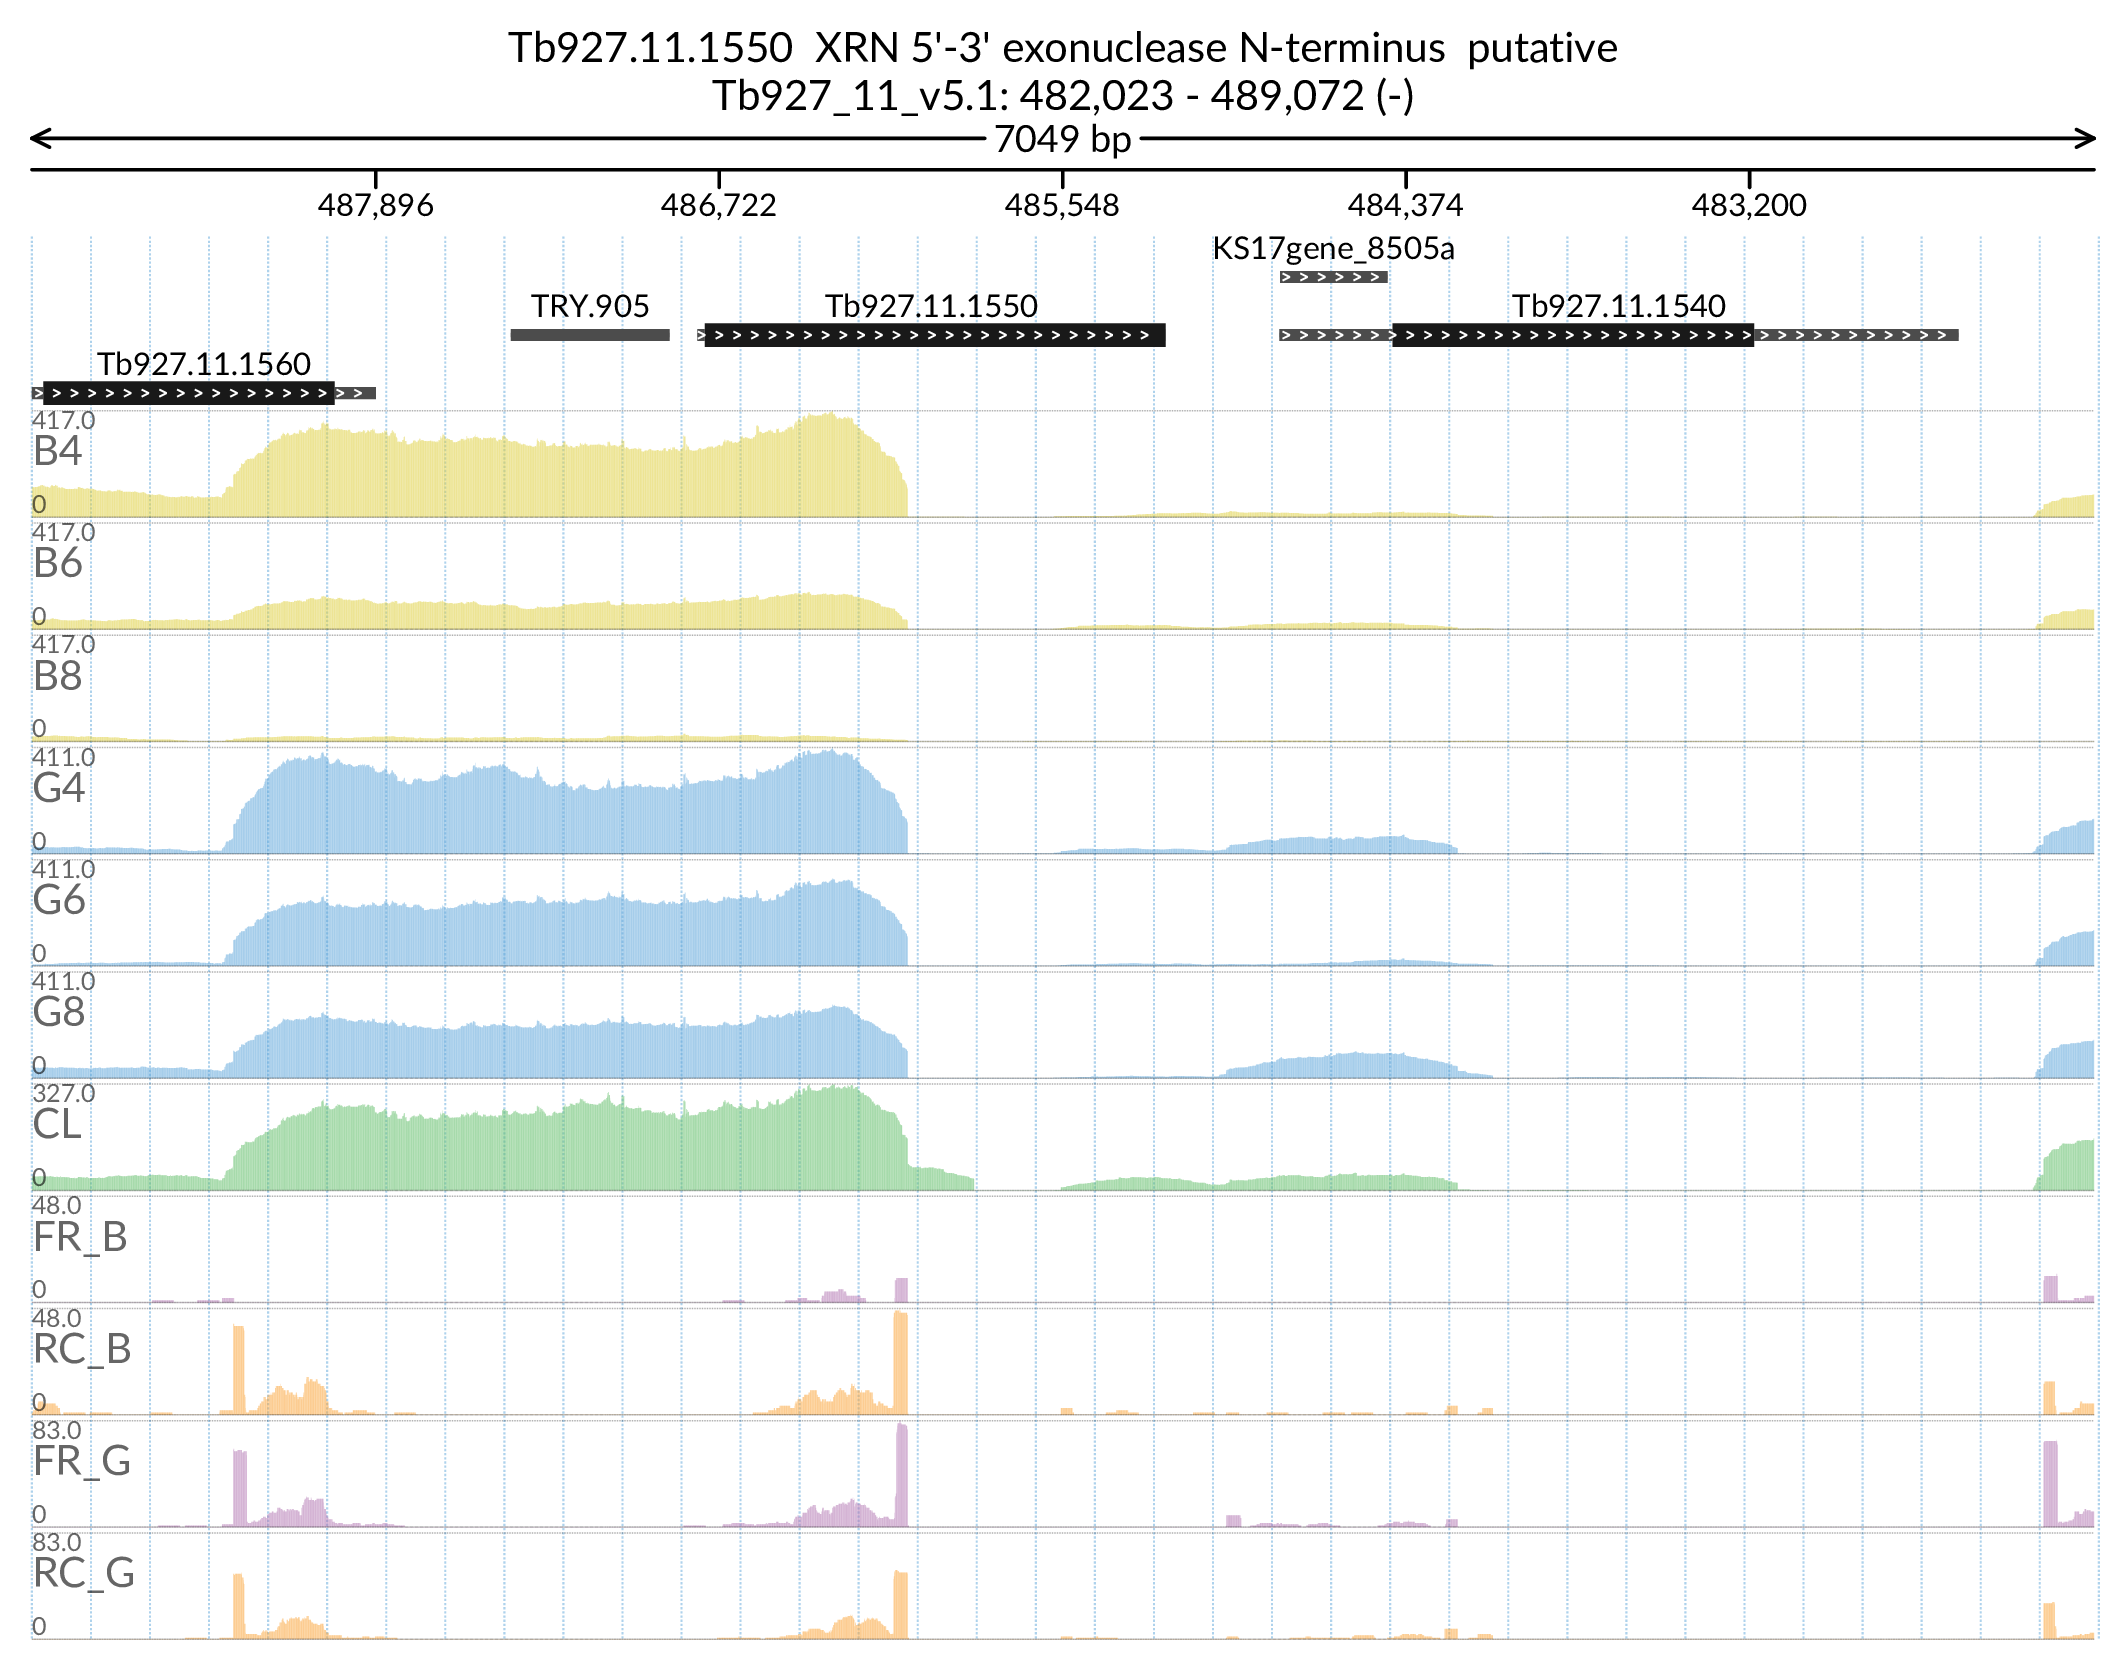 Tb927.11.1550  XRN 5'-3' exonuclease N-terminus  putative
Tb927_11_v5.1: 482,023 - 489,072 (-)
7049 bp
487,896 486,722 485,548 484,374 483,200
KS17gene_8505a
TRY.905 Tb927.11.1550 Tb927.11.1540
Tb927.11.1560
417.0
B4
0
417.0
B6
0
417.0
B8
0
411.0
G4
0
411.0
G6
0
411.0
G8
0
327.0
CL
0
48.0
FR_B
0
48.0
RC_B
0
83.0
FR_G
0
83.0
RC_G
0